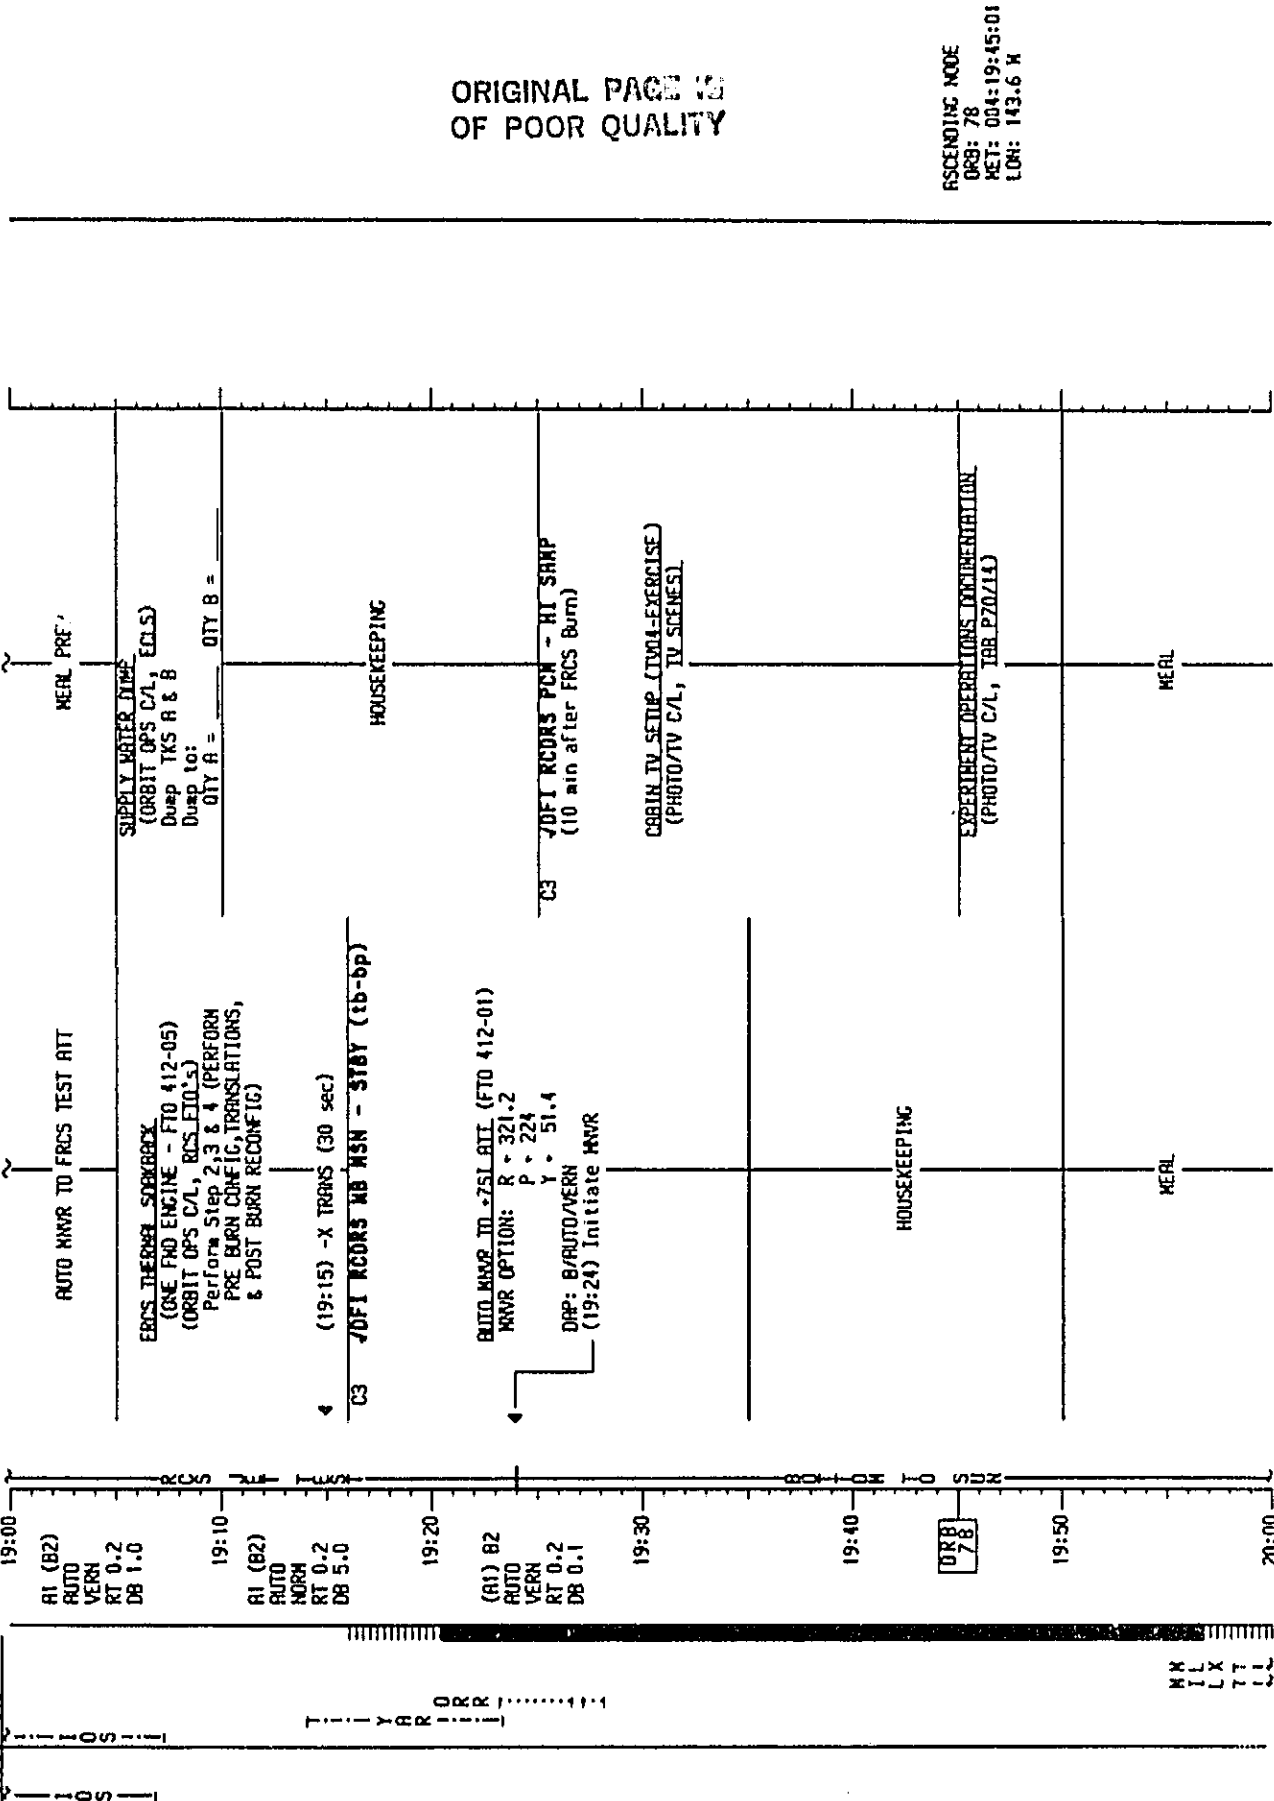 ORIGINAL PAGE IS
OF POOR QUALITY
ASCENDING NODE
ORB: 78
MET: 004:19:45:01
LON: 143.6 W
MEAL
SUPPLY WATER DUMP
(ORBIT OPS C/L, ECLS)
Dump TKS A & B
Dump to:
QTY A = ____ QTY B = ____
HOUSEKEEPING
C3 √DFI RCDRS PCM - HI SAMP
(10 min after FRCS Burn)
CABIN TV SETUP (TV04-EXERCISE)
(PHOTO/TV C/L, TV SCENES)
EXPERIMENT OPERATIONS DOCUMENTATION
(PHOTO/TV C/L, TAB P70/14)
MEAL
AUTO MNVR TO FRCS TEST ATT
FRCS THERMAL SOAKBACK
(ONE FWD ENGINE - FTO 412-05)
(ORBIT OPS C/L, RCS FTO's)
Perform Step 2,3 & 4 (PERFORM
PRE BURN CONFIG,TRANSLATIONS,
& POST BURN RECONFIG)
(19:15) -X TRANS (30 sec)
C3 √DFI RCDRS WB MSN - STBY (tb-bp)
AUTO MNVR TO +ZSI ATT (FTO 412-01)
MNVR OPTION: R = 321.2
P = 224
Y = 51.4
DAP: B/AUTO/VERN
(19:24) Initiate MNVR
HOUSEKEEPING
MEAL
RCS JET TEST
BOTTOM TO SUN
19:00
19:10
19:20
19:30
19:40
ORB
78
19:50
20:00
A1 (B2)
AUTO
VERN
RT 0.2
DB 1.0
A1 (B2)
AUTO
NORM
RT 0.2
DB 5.0
(A1) B2
AUTO
VERN
RT 0.2
DB 0.1
IOS
YAR
ORR
MIL
MLX
IOS